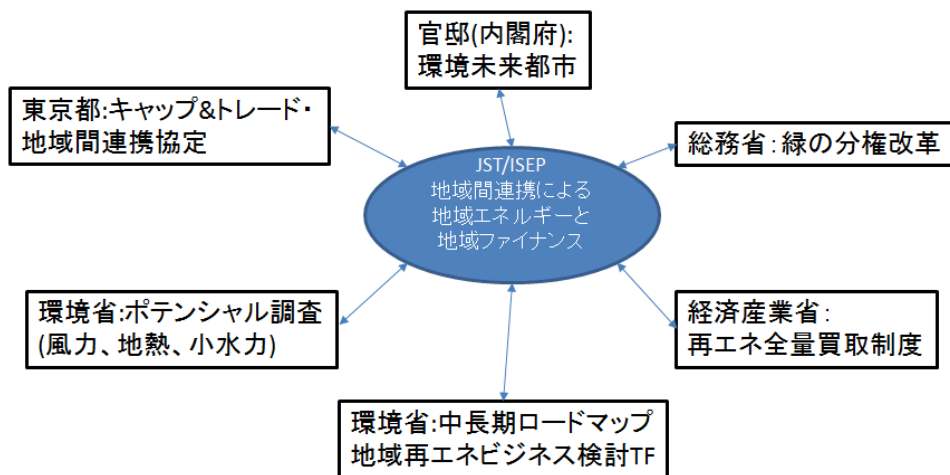 官邸(内閣府):
環境未来都市
東京都:キャップ&トレード・
地域間連携協定
総務省:緑の分権改革
JST/ISEP
地域間連携による
地域エネルギーと
地域ファイナンス
環境省:ポテンシャル調査
(風力、地熱、小水力)
経済産業省:
再エネ全量買取制度
環境省:中長期ロードマップ
地域再エネビジネス検討TF